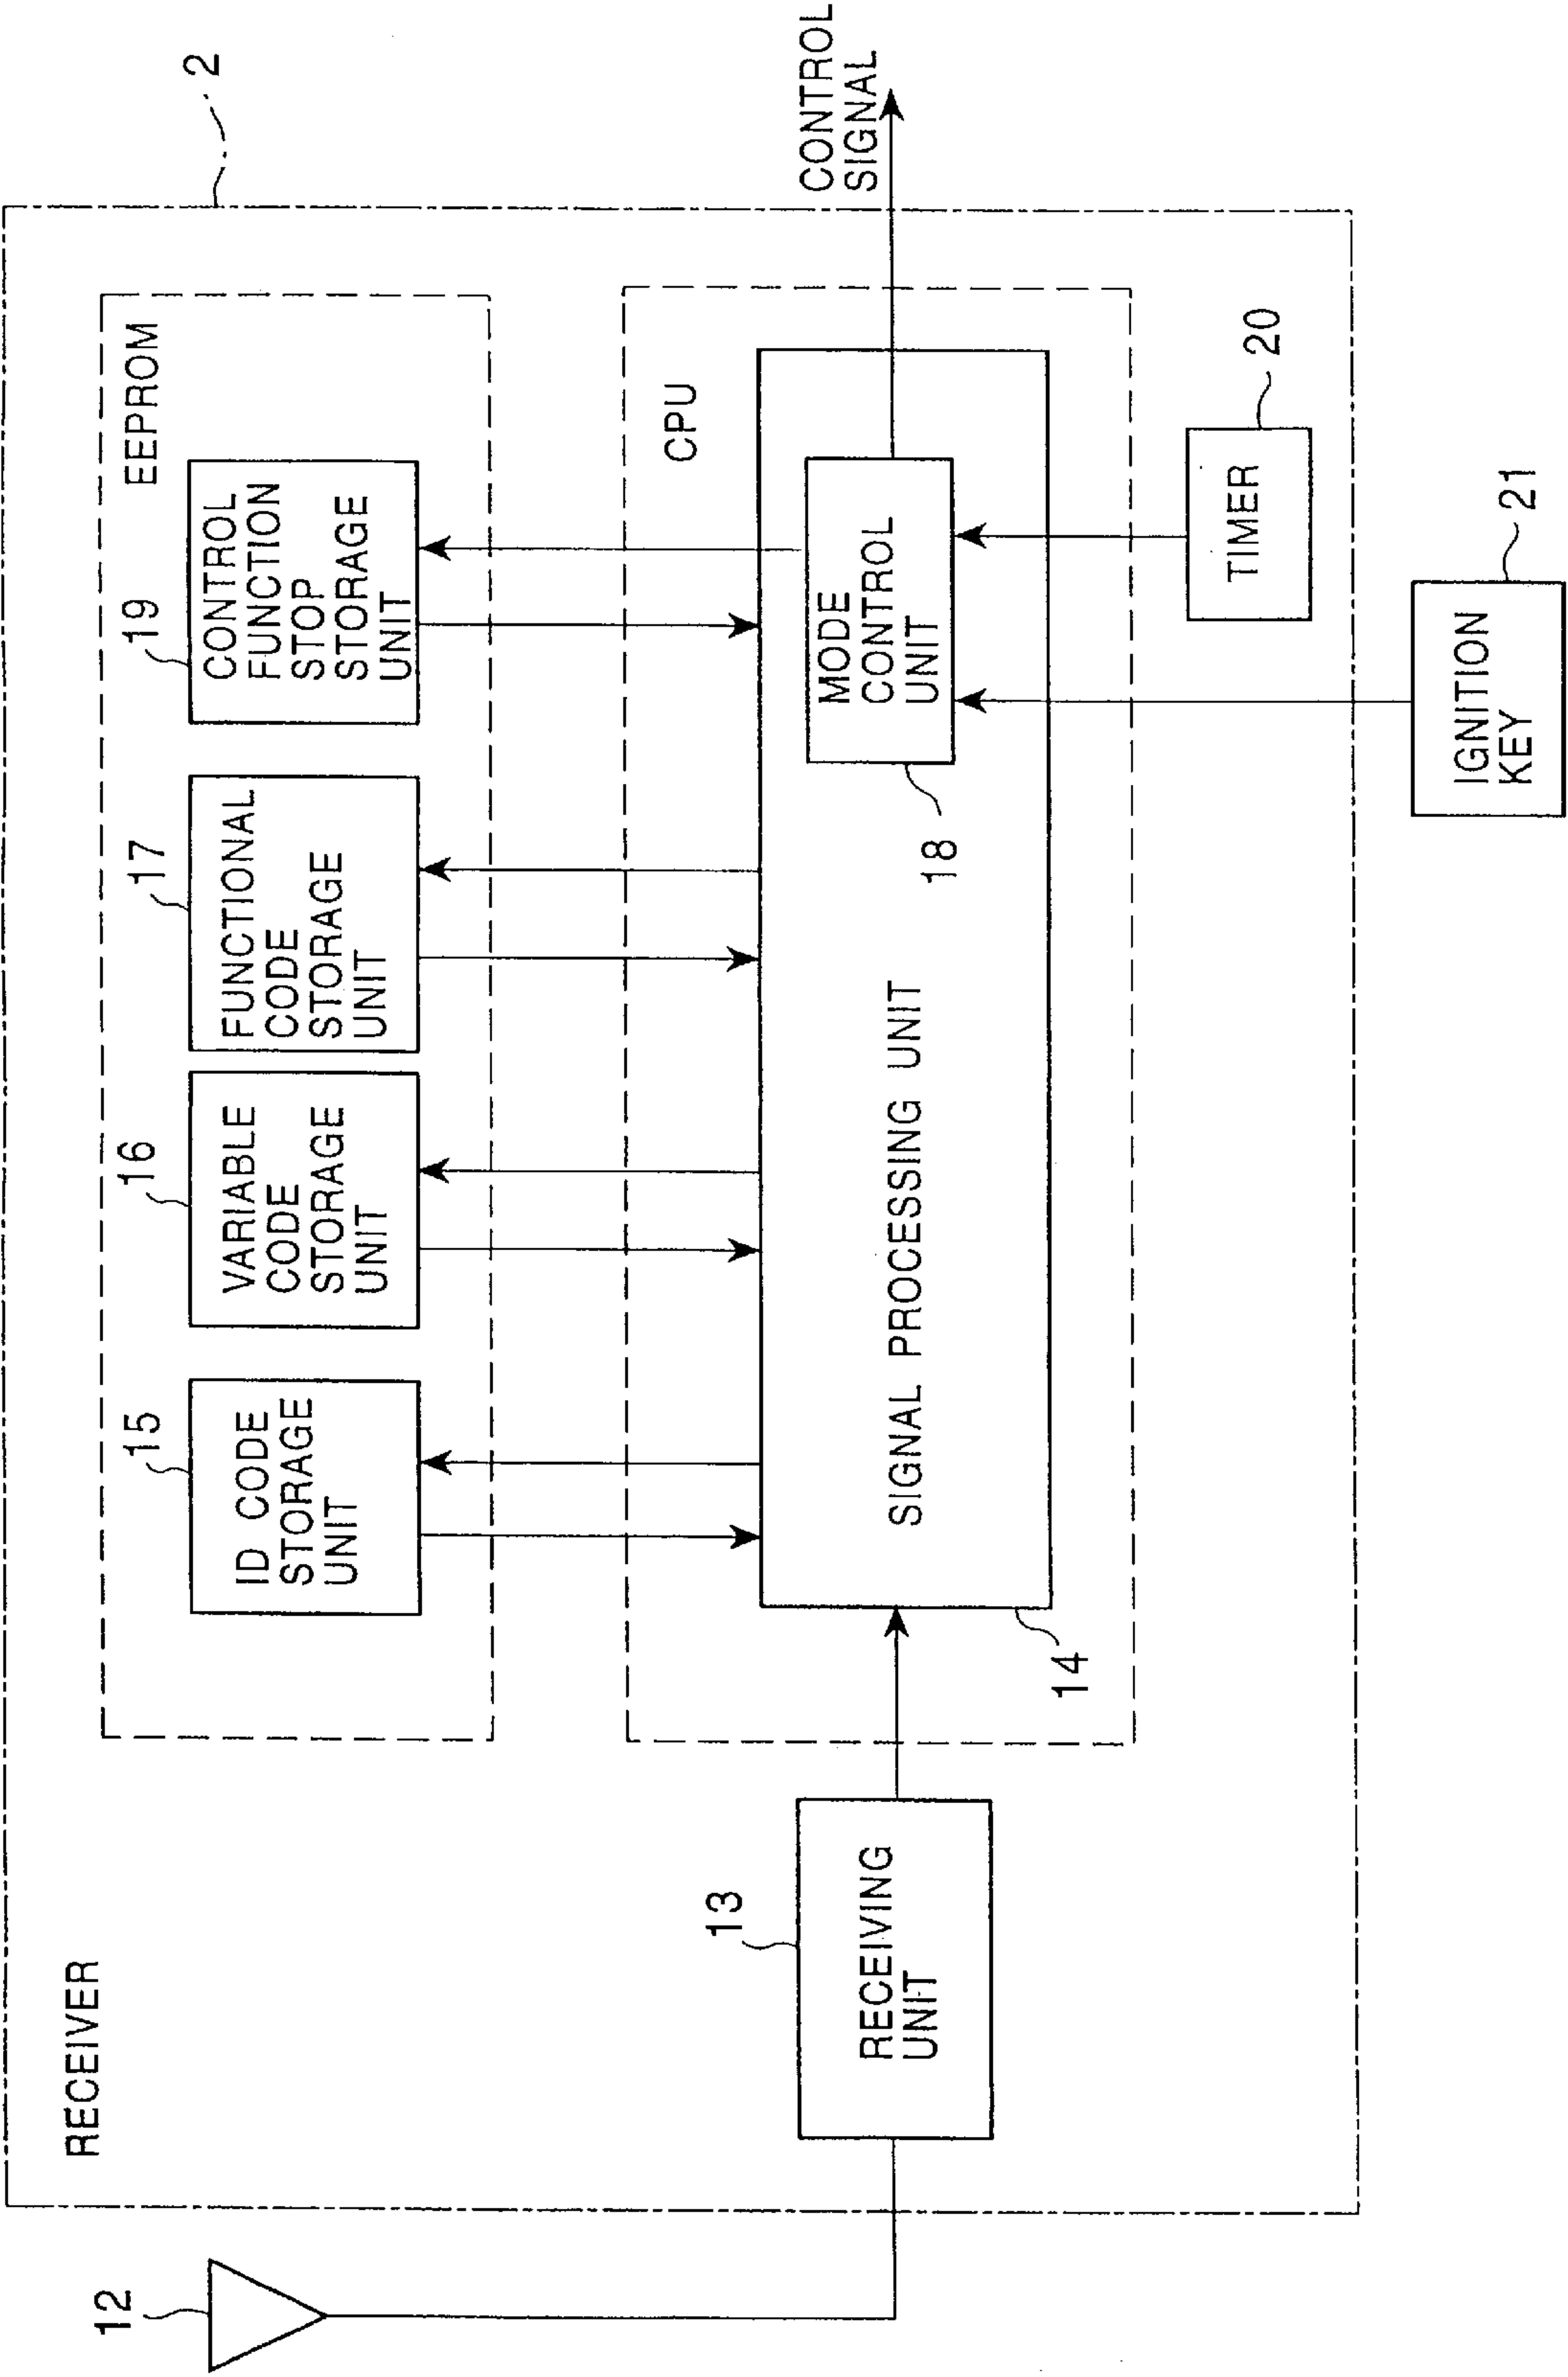 RECEIVER
2
12
13
RECEIVING
UNIT
EEPROM
15
ID CODE
STORAGE
UNIT
16
VARIABLE
CODE
STORAGE
UNIT
17
FUNCTIONAL
CODE
STORAGE
UNIT
19
CONTROL
FUNCTION
STOP
STORAGE
UNIT
CPU
SIGNAL PROCESSING UNIT
14
MODE
CONTROL
UNIT
18
CONTROL
SIGNAL
TIMER
20
IGNITION
KEY
21